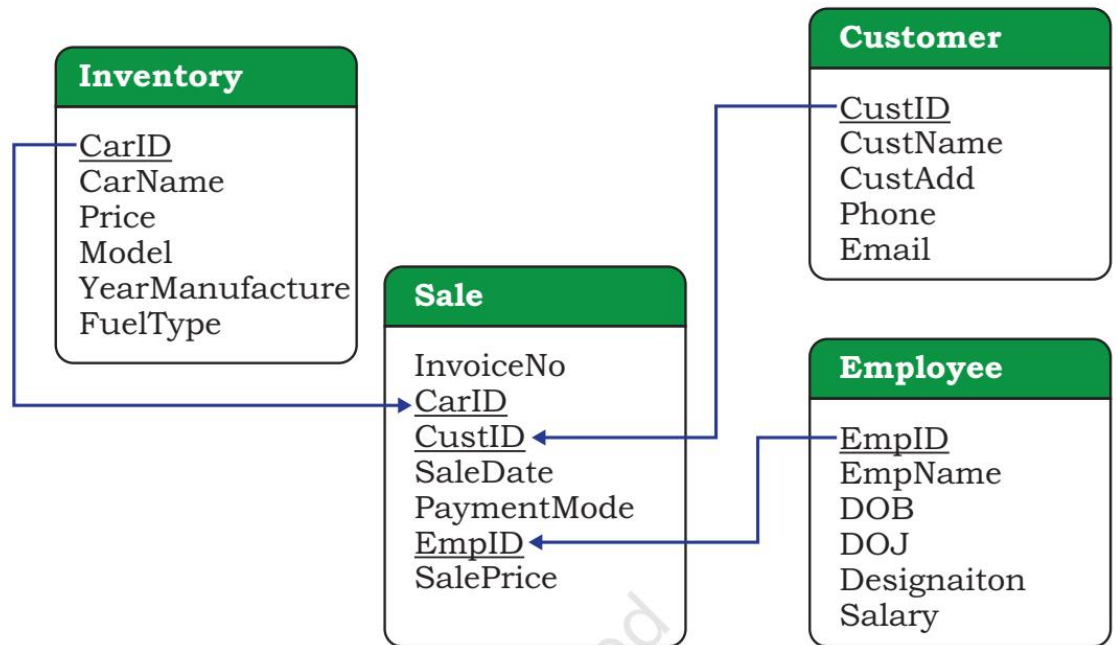 Inventory
CarID
CarName
Price
Model
YearManufacture
FuelType
Sale
InvoiceNo
CarID
CustID
SaleDate
PaymentMode
EmpID
SalePrice
Customer
CustID
CustName
CustAdd
Phone
Email
Employee
EmpID
EmpName
DOB
DOJ
Designaiton
Salary